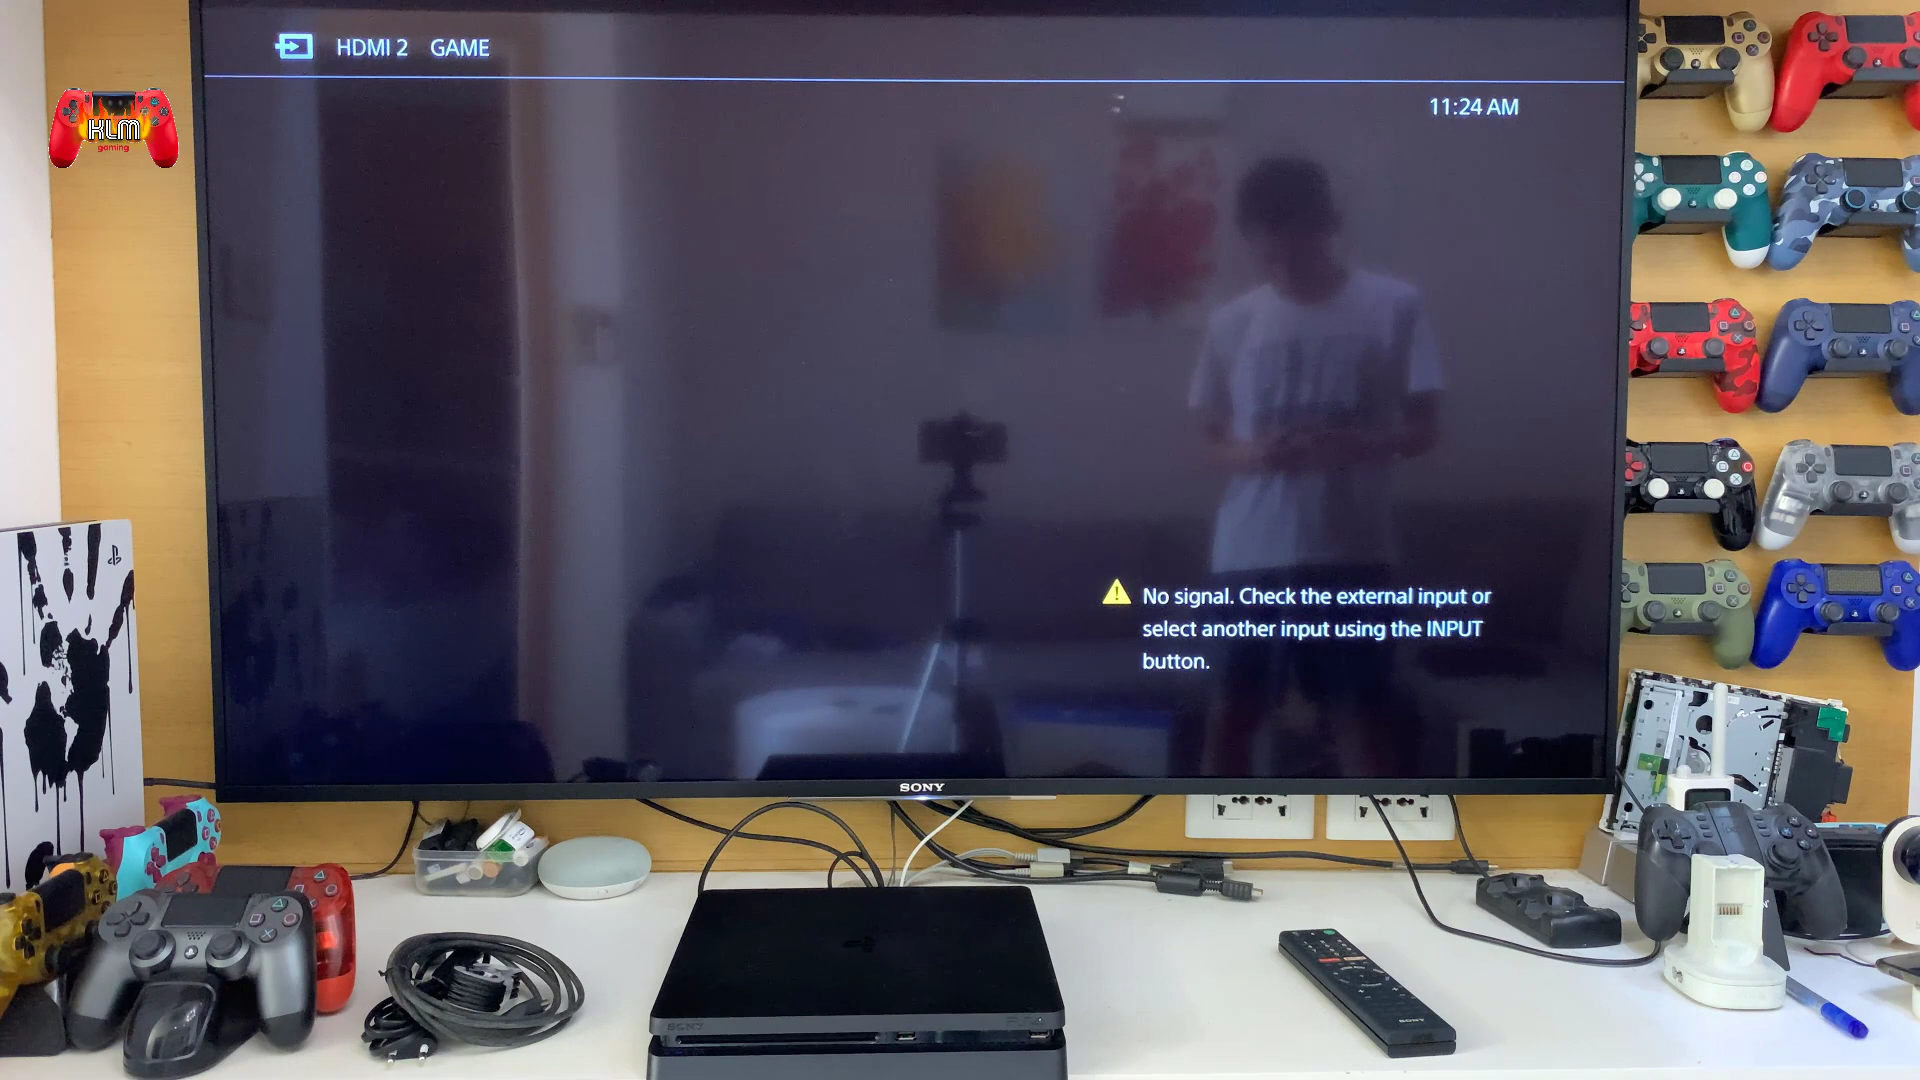 HDMI 2 GAME
11:24 AM
KLM
gaming
No signal. Check the external input or
select another input using the INPUT
button.
SONY
SONY
SONY